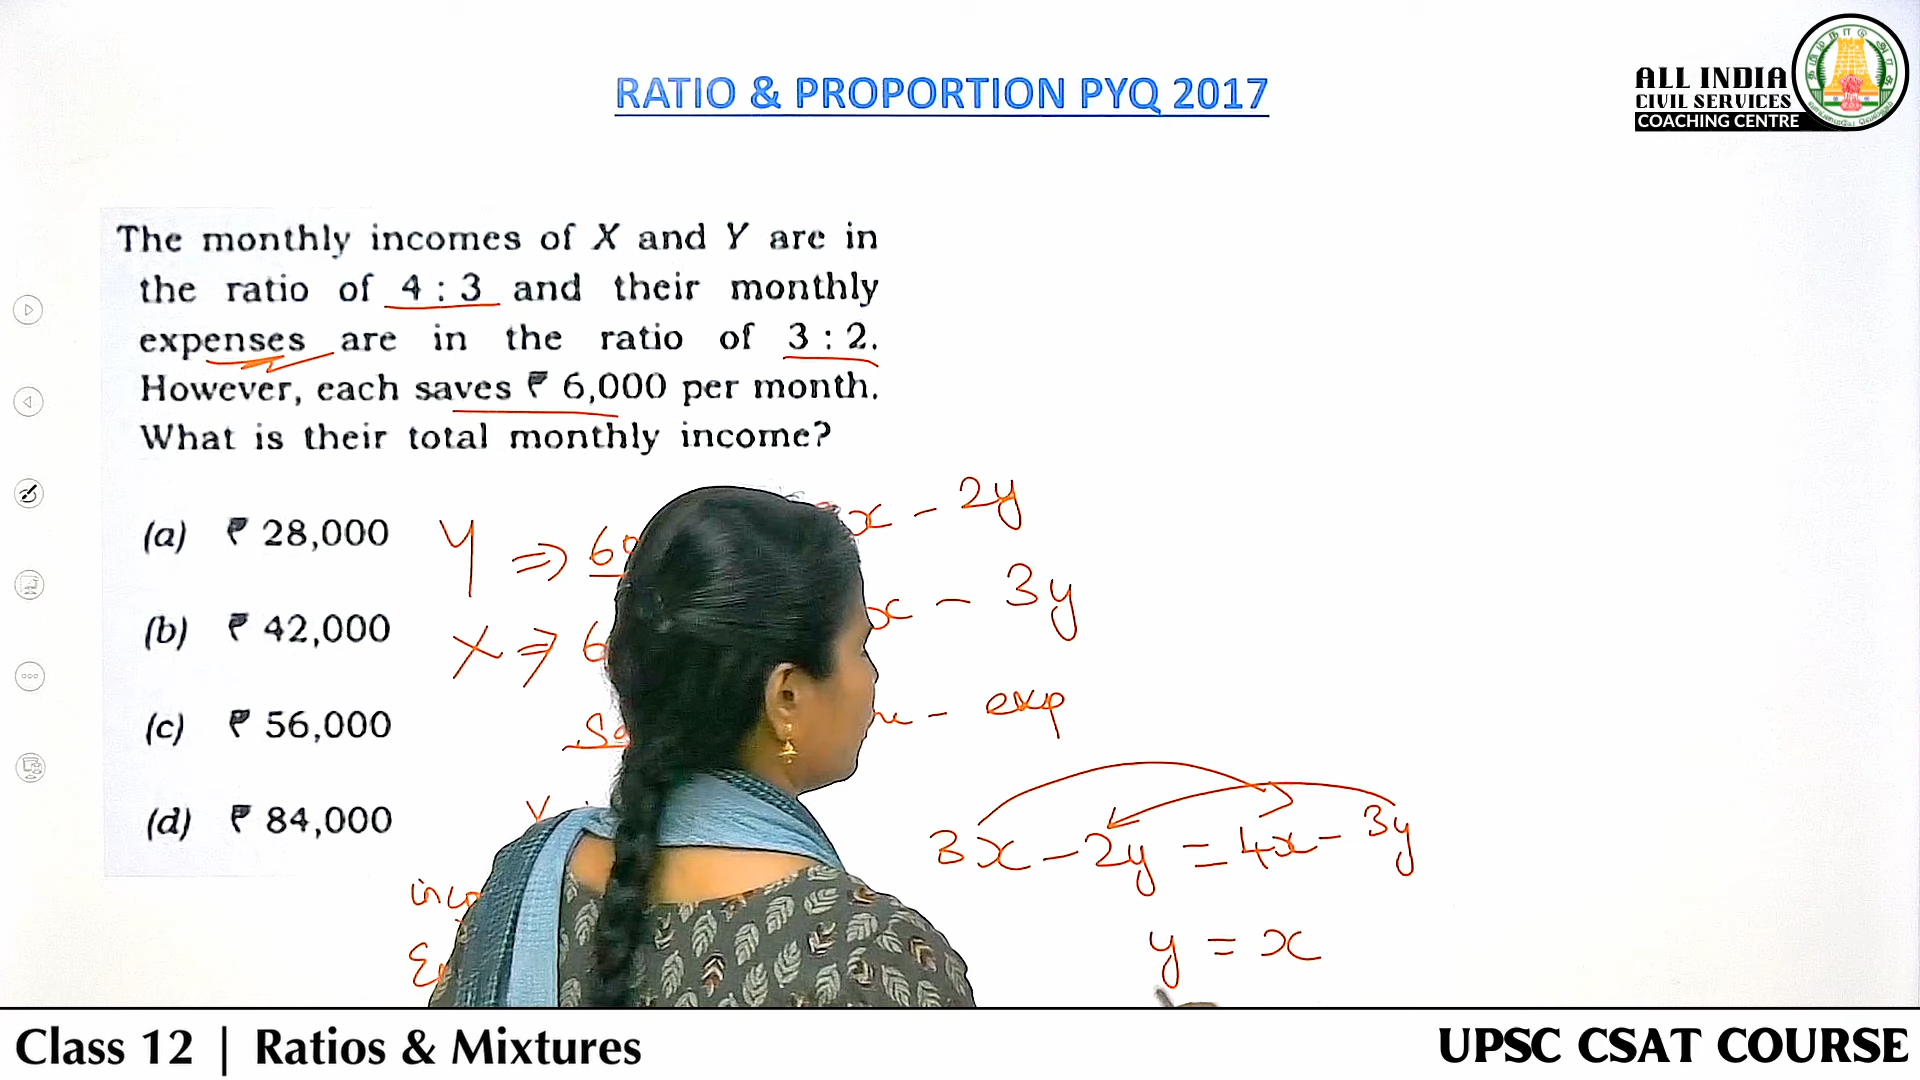 RATIO & PROPORTION PYQ 2017
ALL INDIA
CIVIL SERVICES
COACHING CENTRE
The monthly incomes of X and Y are in
the ratio of 4 : 3 and their monthly
expenses are in the ratio of 3 : 2.
However, each saves ₹ 6,000 per month.
What is their total monthly income?
(a) ₹ 28,000
(b) ₹ 42,000
(c) ₹ 56,000
(d) ₹ 84,000
Y ⇒ x - 2y
X ⇒ 6 x - 3y
- exp
3x - 2y = 4x - 3y
y = x
Class 12 | Ratios & Mixtures
UPSC CSAT COURSE